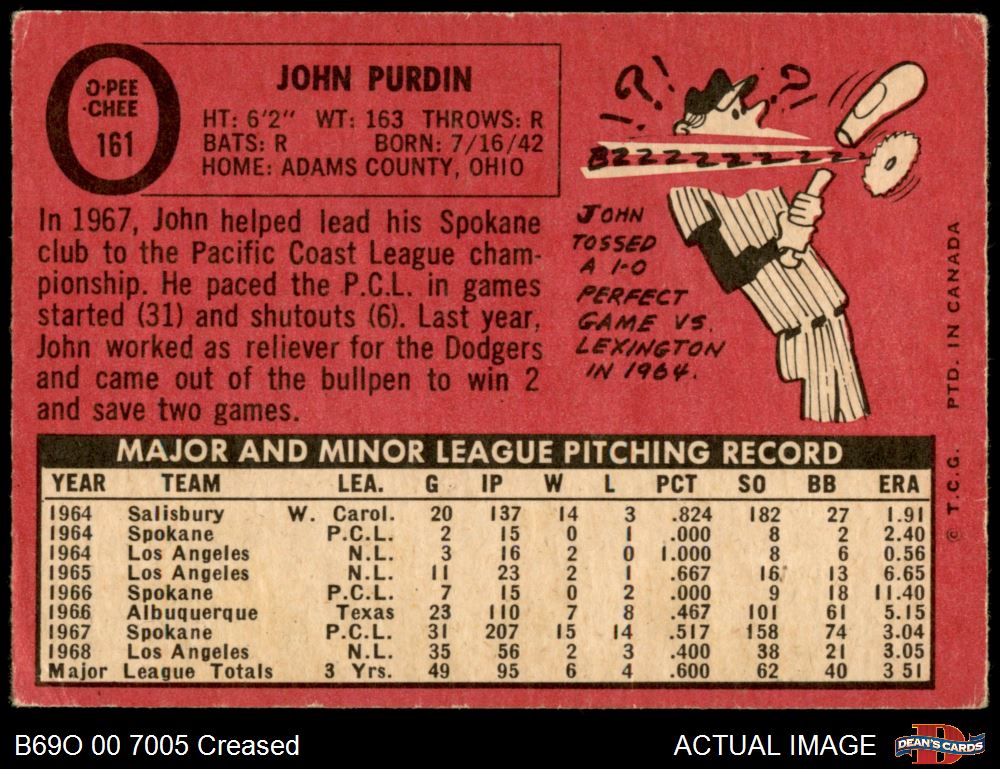 O-PEE
-CHEE
161
JOHN PURDIN
HT: 6'2" WT: 163 THROWS: R
BATS: R BORN: 7/16/42
HOME: ADAMS COUNTY, OHIO
In 1967, John helped lead his Spokane
club to the Pacific Coast League cham-
pionship. He paced the P.C.L. in games
started (31) and shutouts (6). Last year,
John worked as reliever for the Dodgers
and came out of the bullpen to win 2
and save two games.
?! ?
BZZZZZZZZZZ
JOHN
TOSSED
A 1-0
PERFECT
GAME VS.
LEXINGTON
IN 1964.
© T.C.G. PTD. IN CANADA
MAJOR AND MINOR LEAGUE PITCHING RECORD
YEAR TEAM LEA. G IP W L PCT SO BB ERA
1964 Salisbury W. Carol. 20 137 14 3 .824 182 27 1.91
1964 Spokane P.C.L. 2 15 0 1 .000 8 2 2.40
1964 Los Angeles N.L. 3 16 2 0 1.000 8 6 0.56
1965 Los Angeles N.L. 11 23 2 1 .667 16 13 6.65
1966 Spokane P.C.L. 7 15 0 2 .000 9 18 11.40
1966 Albuquerque Texas 23 110 7 8 .467 101 61 5.15
1967 Spokane P.C.L. 31 207 15 14 .517 158 74 3.04
1968 Los Angeles N.L. 35 56 2 3 .400 38 21 3.05
Major League Totals 3 Yrs. 49 95 6 4 .600 62 40 3 51
B69O 00 7005 Creased
ACTUAL IMAGE
D
DEAN'S CARDS